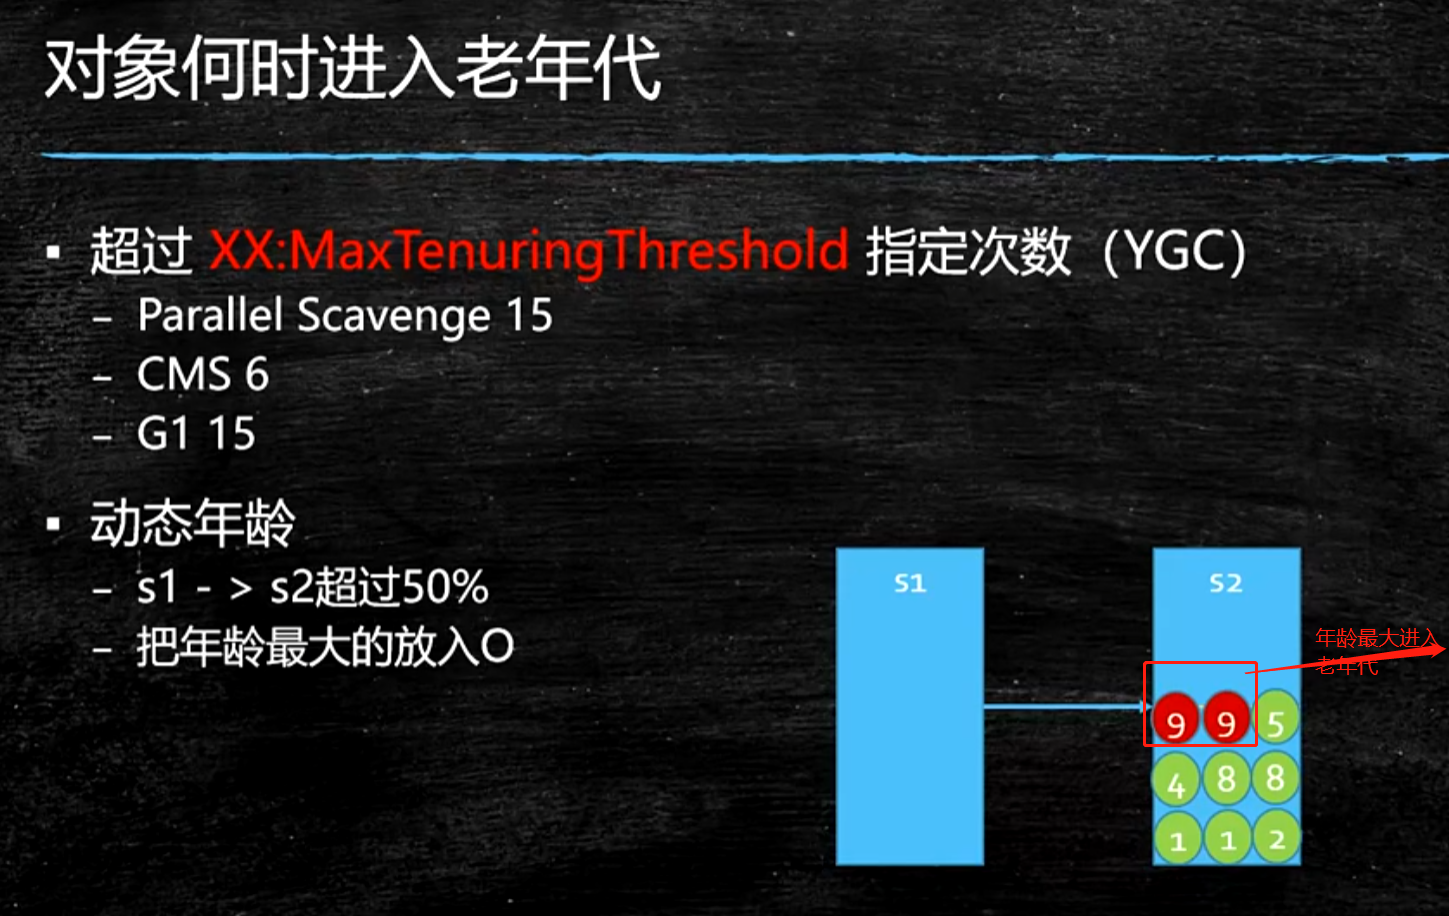 对象何时进入老年代
▪ 超过 XX:MaxTenuringThreshold 指定次数（YGC）
– Parallel Scavenge 15
– CMS 6
– G1 15
▪ 动态年龄
– s1 - > s2超过50%
– 把年龄最大的放入O
S1
S2
年龄最大进入
老年代
9 9 5
4 8 8
1 1 2